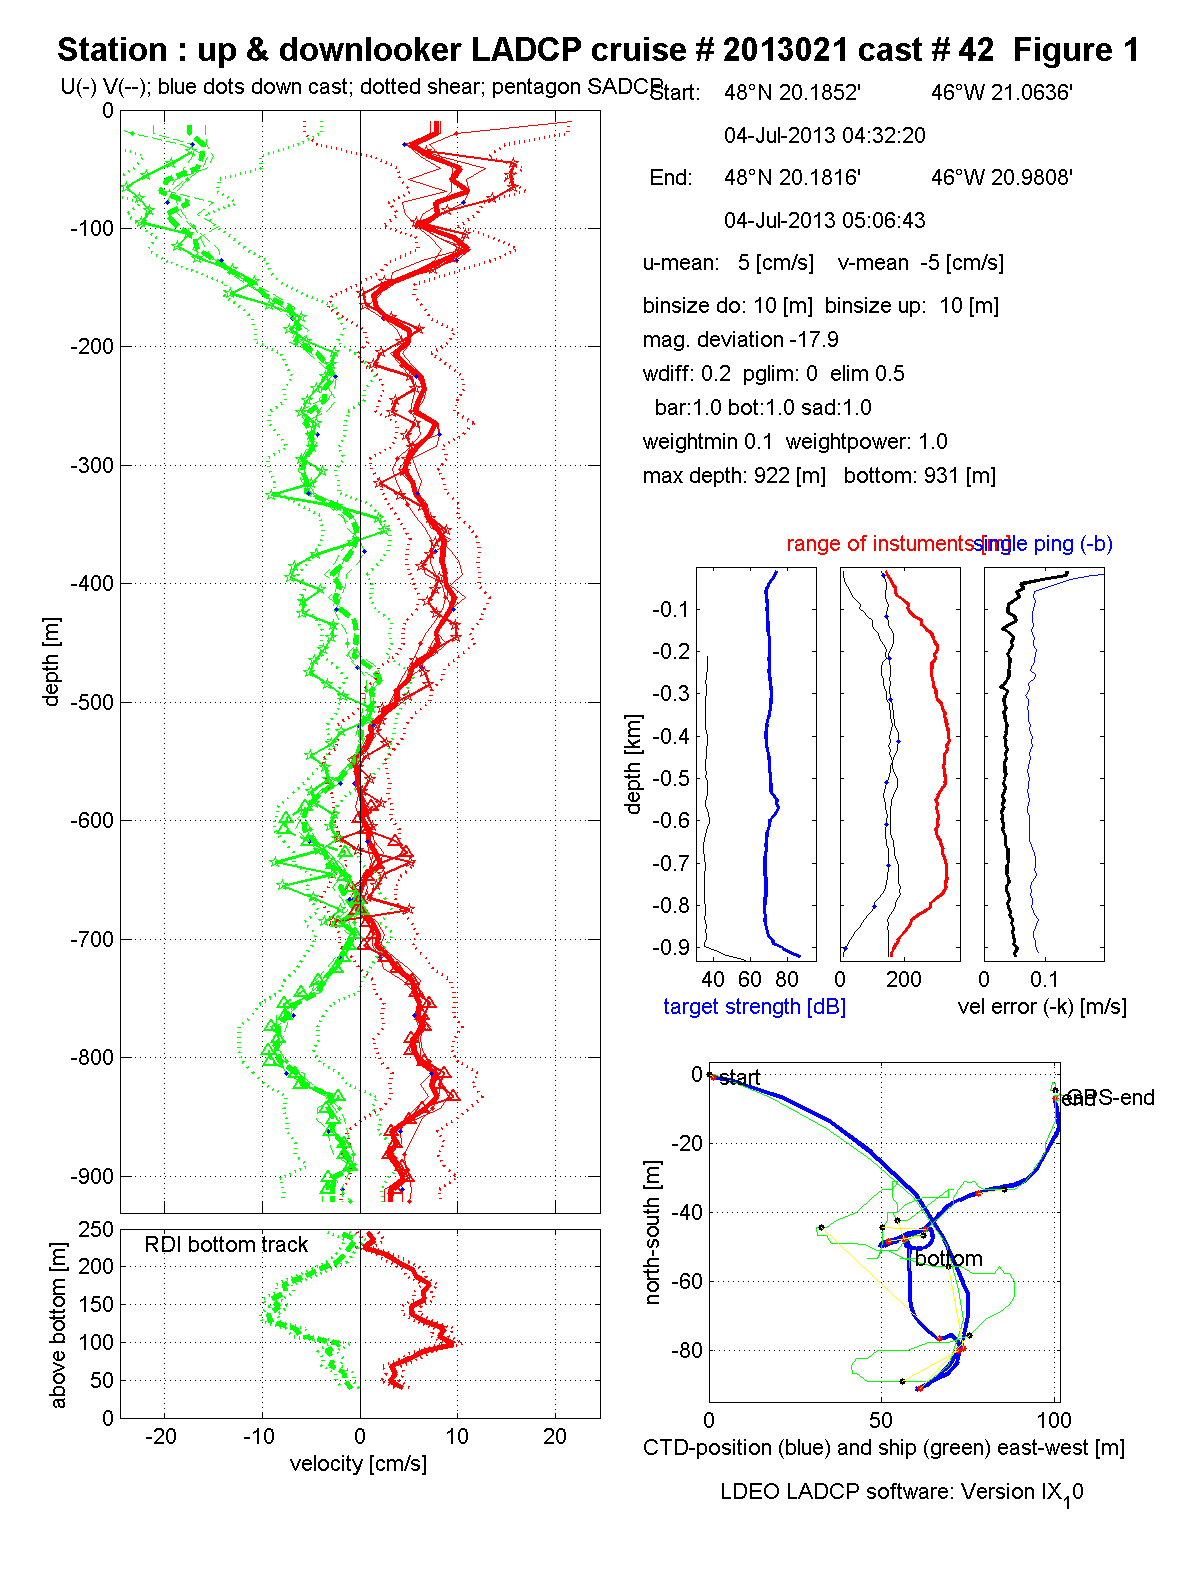 Station : up & downlooker LADCP cruise # 2013021 cast # 42  Figure 1
U(-) V(--); blue dots down cast; dotted shear; pentagon SADCP
Start: 48°N 20.1852' 46°W 21.0636'
04-Jul-2013 04:32:20
End: 48°N 20.1816' 46°W 20.9808'
04-Jul-2013 05:06:43
u-mean: 5 [cm/s] v-mean -5 [cm/s]
binsize do: 10 [m] binsize up: 10 [m]
mag. deviation -17.9
wdiff: 0.2 pglim: 0 elim 0.5
bar:1.0 bot:1.0 sad:1.0
weightmin 0.1 weightpower: 1.0
max depth: 922 [m] bottom: 931 [m]
0
-100
-200
-300
-400
-500
-600
-700
-800
-900
depth [m]
RDI bottom track
250
200
150
100
50
0
above bottom [m]
-20 -10 0 10 20
velocity [cm/s]
range of instuments [m]
single ping (-b)
-0.1
-0.2
-0.3
-0.4
-0.5
-0.6
-0.7
-0.8
-0.9
depth [km]
40 60 80
0 200
0 0.1
target strength [dB]
vel error (-k) [m/s]
start
end
GPS-end
bottom
0
-20
-40
-60
-80
north-south [m]
0 50 100
CTD-position (blue) and ship (green) east-west [m]
LDEO LADCP software: Version IX10